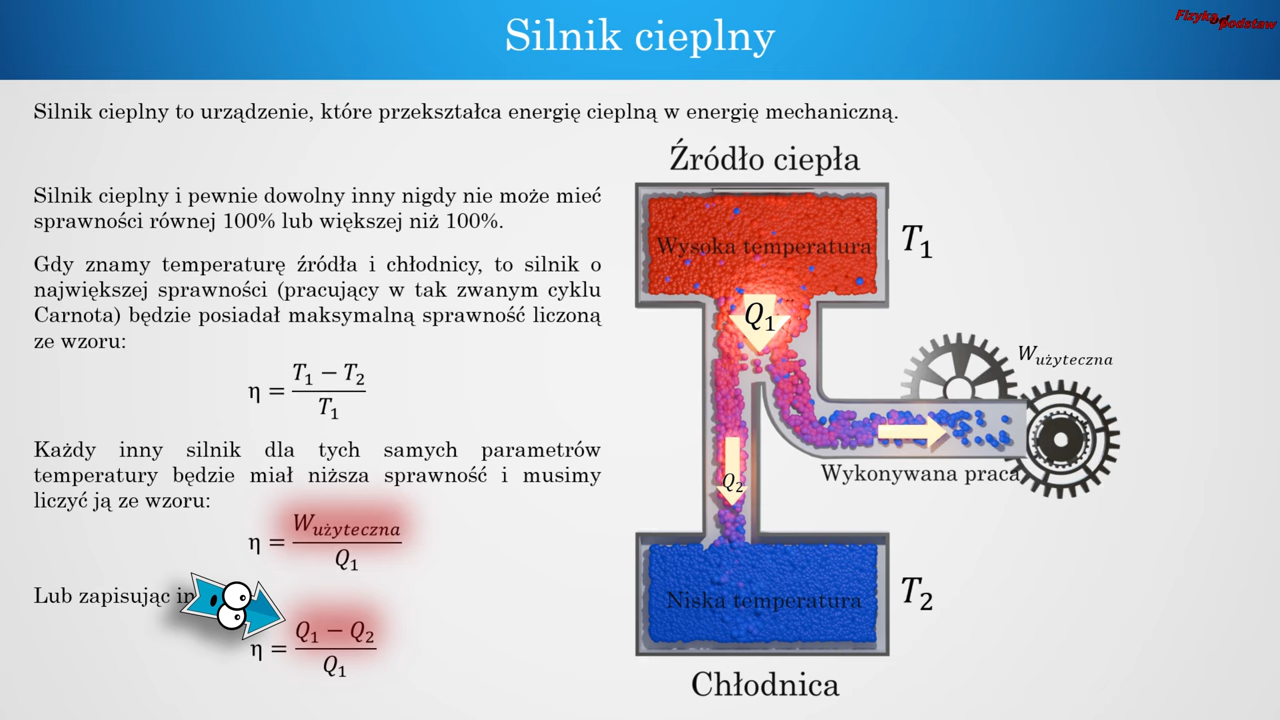 Silnik cieplny
Fizyka od podstaw
Silnik cieplny to urządzenie, które przekształca energię cieplną w energię mechaniczną.
Silnik cieplny i pewnie dowolny inny nigdy nie może mieć
sprawności równej 100% lub większej niż 100%.
Gdy znamy temperaturę źródła i chłodnicy, to silnik o
największej sprawności (pracujący w tak zwanym cyklu
Carnota) będzie posiadał maksymalną sprawność liczoną
ze wzoru:
η = (T₁ − T₂) / T₁
Każdy inny silnik dla tych samych parametrów
temperatury będzie miał niższa sprawność i musimy
liczyć ją ze wzoru:
η = W użyteczna / Q₁
Lub zapisując
η = (Q₁ − Q₂) / Q₁
Źródło ciepła
Wysoka temperatura
T₁
Q₁
W użyteczna
Wykonywana praca
Q₂
Niska temperatura
T₂
Chłodnica